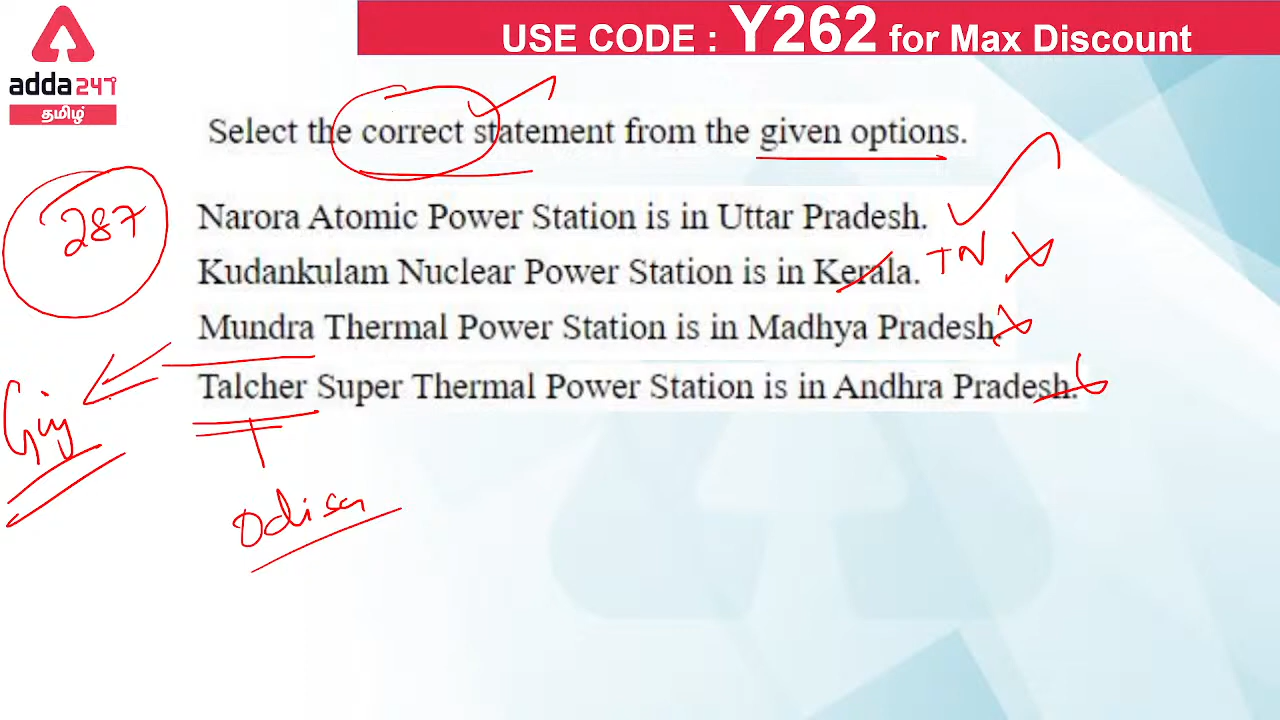 USE CODE : Y262 for Max Discount
adda247
தமிழ்
Select the correct statement from the given options.
287
Narora Atomic Power Station is in Uttar Pradesh.
Kudankulam Nuclear Power Station is in Kerala. TN
Mundra Thermal Power Station is in Madhya Pradesh.
Talcher Super Thermal Power Station is in Andhra Pradesh.
Guj
Odisa